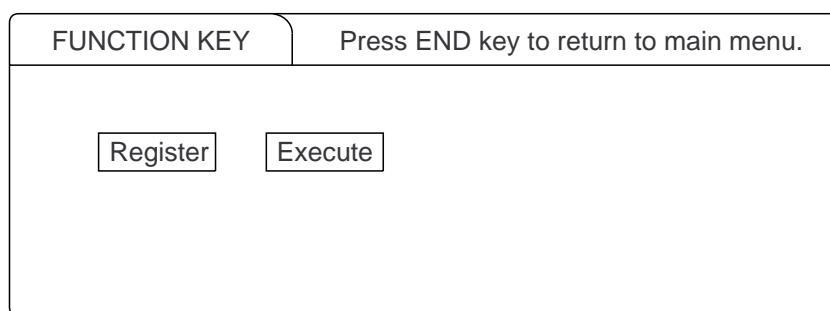 FUNCTION KEY Press END key to return to main menu.
Register Execute